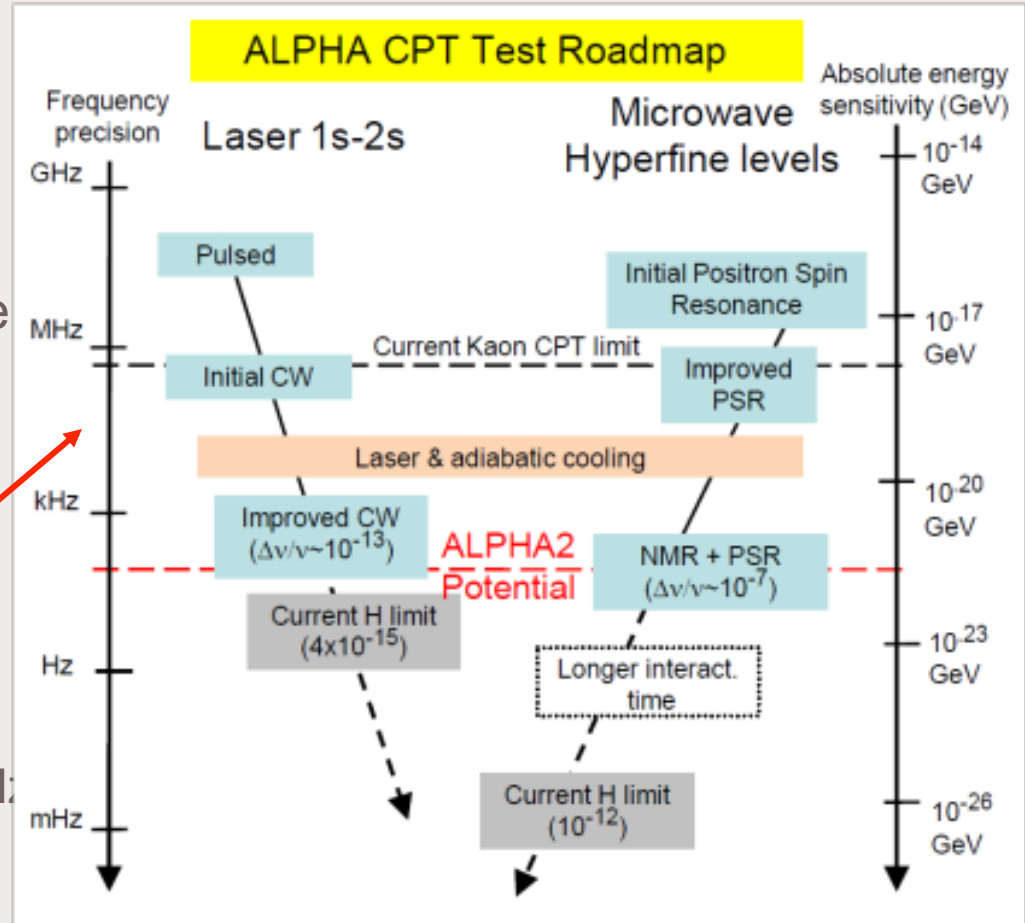 ALPHA CPT Test Roadmap
Frequency
precision
Laser 1s-2s
Microwave
Hyperfine levels
Absolute energy
sensitivity (GeV)
GHz
10⁻¹⁴
GeV
Pulsed
Initial Positron Spin
Resonance
MHz
10⁻¹⁷
GeV
Current Kaon CPT limit
Initial CW
Improved
PSR
Laser & adiabatic cooling
kHz
10⁻²⁰
GeV
Improved CW
(Δν/ν~10⁻¹³)
ALPHA2
Potential
NMR + PSR
(Δν/ν~10⁻⁷)
Current H limit
(4x10⁻¹⁵)
Hz
10⁻²³
GeV
Longer interact.
time
Current H limit
(10⁻¹²)
mHz
10⁻²⁶
GeV